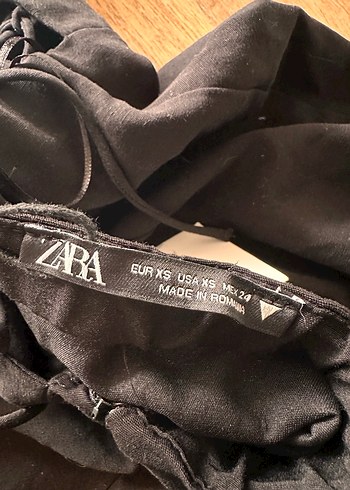 ZARA
EUR XS USA XS MEX 24
MADE IN ROMANIA